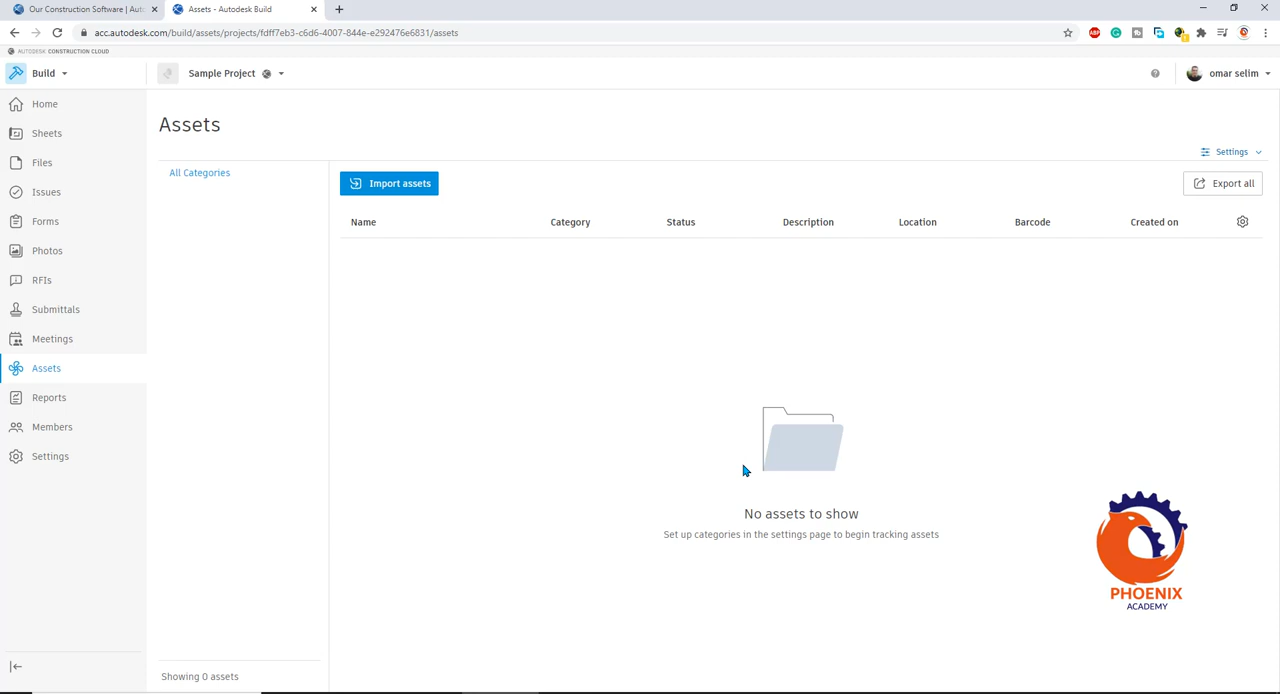 Our Construction Software | Auto
Assets - Autodesk Build
acc.autodesk.com/build/assets/projects/fdff7eb3-c6d6-4007-844e-e292476e6831/assets
ABP
AUTODESK CONSTRUCTION CLOUD
Build
Sample Project
omar selim
Home
Sheets
Files
Issues
Forms
Photos
RFIs
Submittals
Meetings
Assets
Reports
Members
Settings
Assets
Settings
All Categories
Import assets
Export all
Name Category Status Description Location Barcode Created on
No assets to show
Set up categories in the settings page to begin tracking assets
PHOENIX
ACADEMY
Showing 0 assets